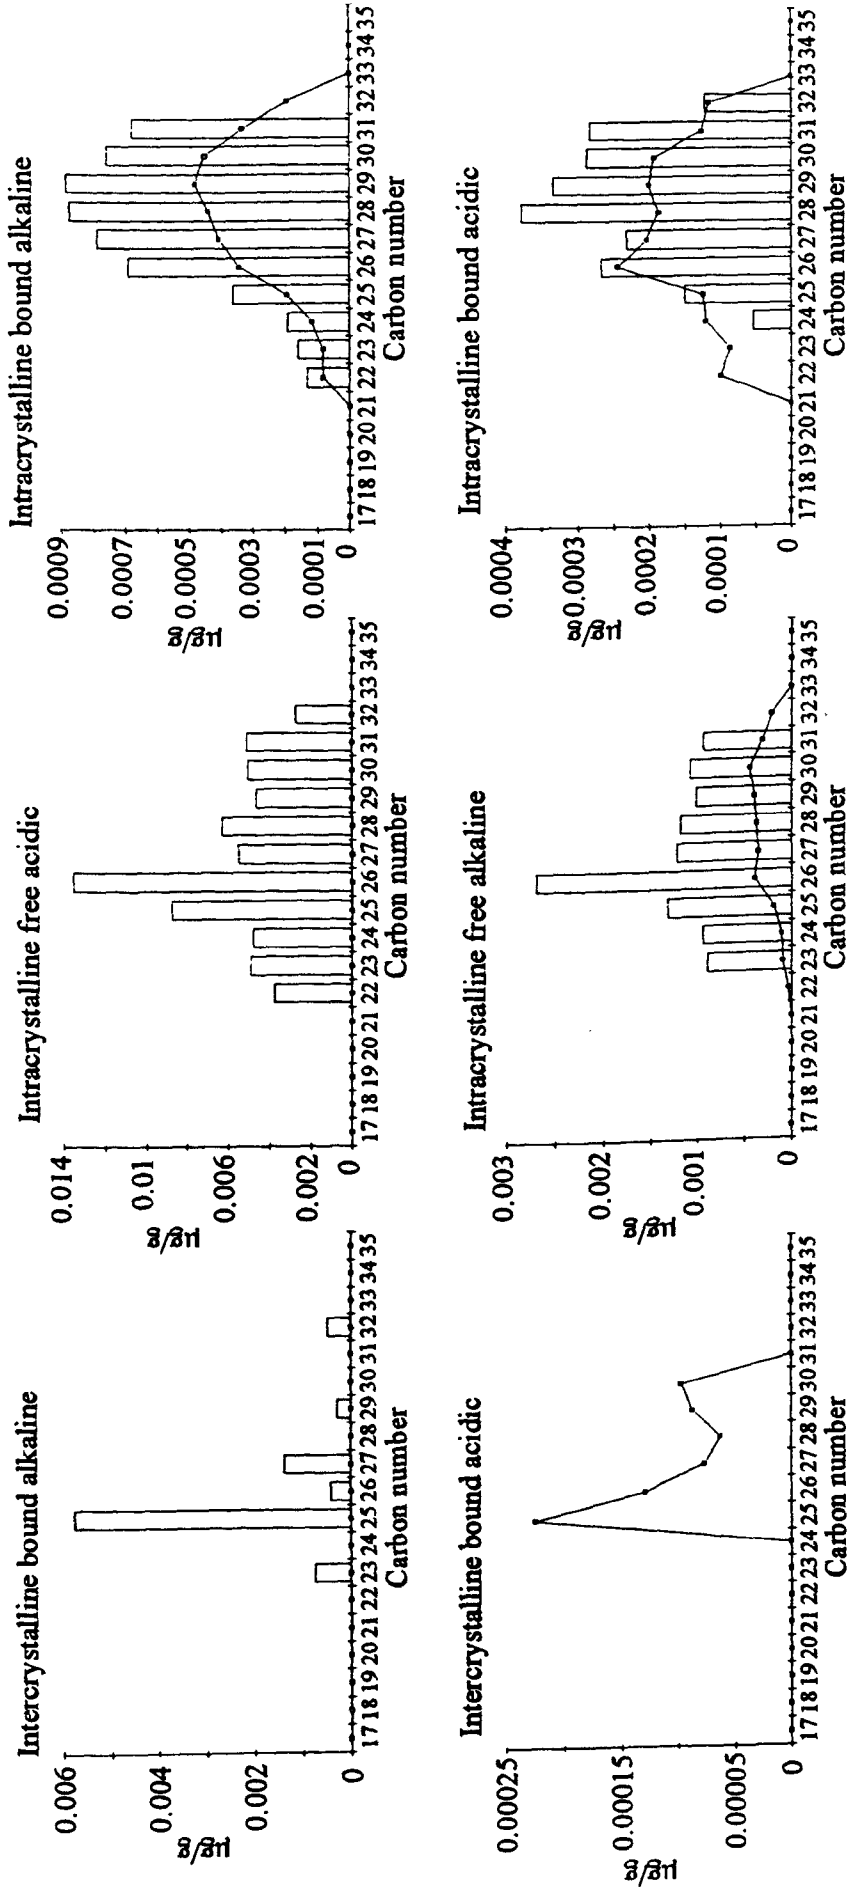 Intercrystalline bound alkaline
µg/g
0.006
0.004
0.002
0
17 18 19 20 21 22 23 24 25 26 27 28 29 30 31 32 33 34 35
Carbon number
Intracrystalline free acidic
µg/g
0.014
0.01
0.006
0.002
0
17 18 19 20 21 22 23 24 25 26 27 28 29 30 31 32 33 34 35
Carbon number
Intracrystalline bound alkaline
µg/g
0.0009
0.0007
0.0005
0.0003
0.0001
0
17 18 19 20 21 22 23 24 25 26 27 28 29 30 31 32 33 34 35
Carbon number
Intercrystalline bound acidic
µg/g
0.00025
0.00015
0.00005
0
17 18 19 20 21 22 23 24 25 26 27 28 29 30 31 32 33 34 35
Carbon number
Intracrystalline free alkaline
µg/g
0.003
0.002
0.001
0
17 18 19 20 21 22 23 24 25 26 27 28 29 30 31 32 33 34 35
Carbon number
Intracrystalline bound acidic
µg/g
0.0004
0.0003
0.0002
0.0001
0
17 18 19 20 21 22 23 24 25 26 27 28 29 30 31 32 33 34 35
Carbon number